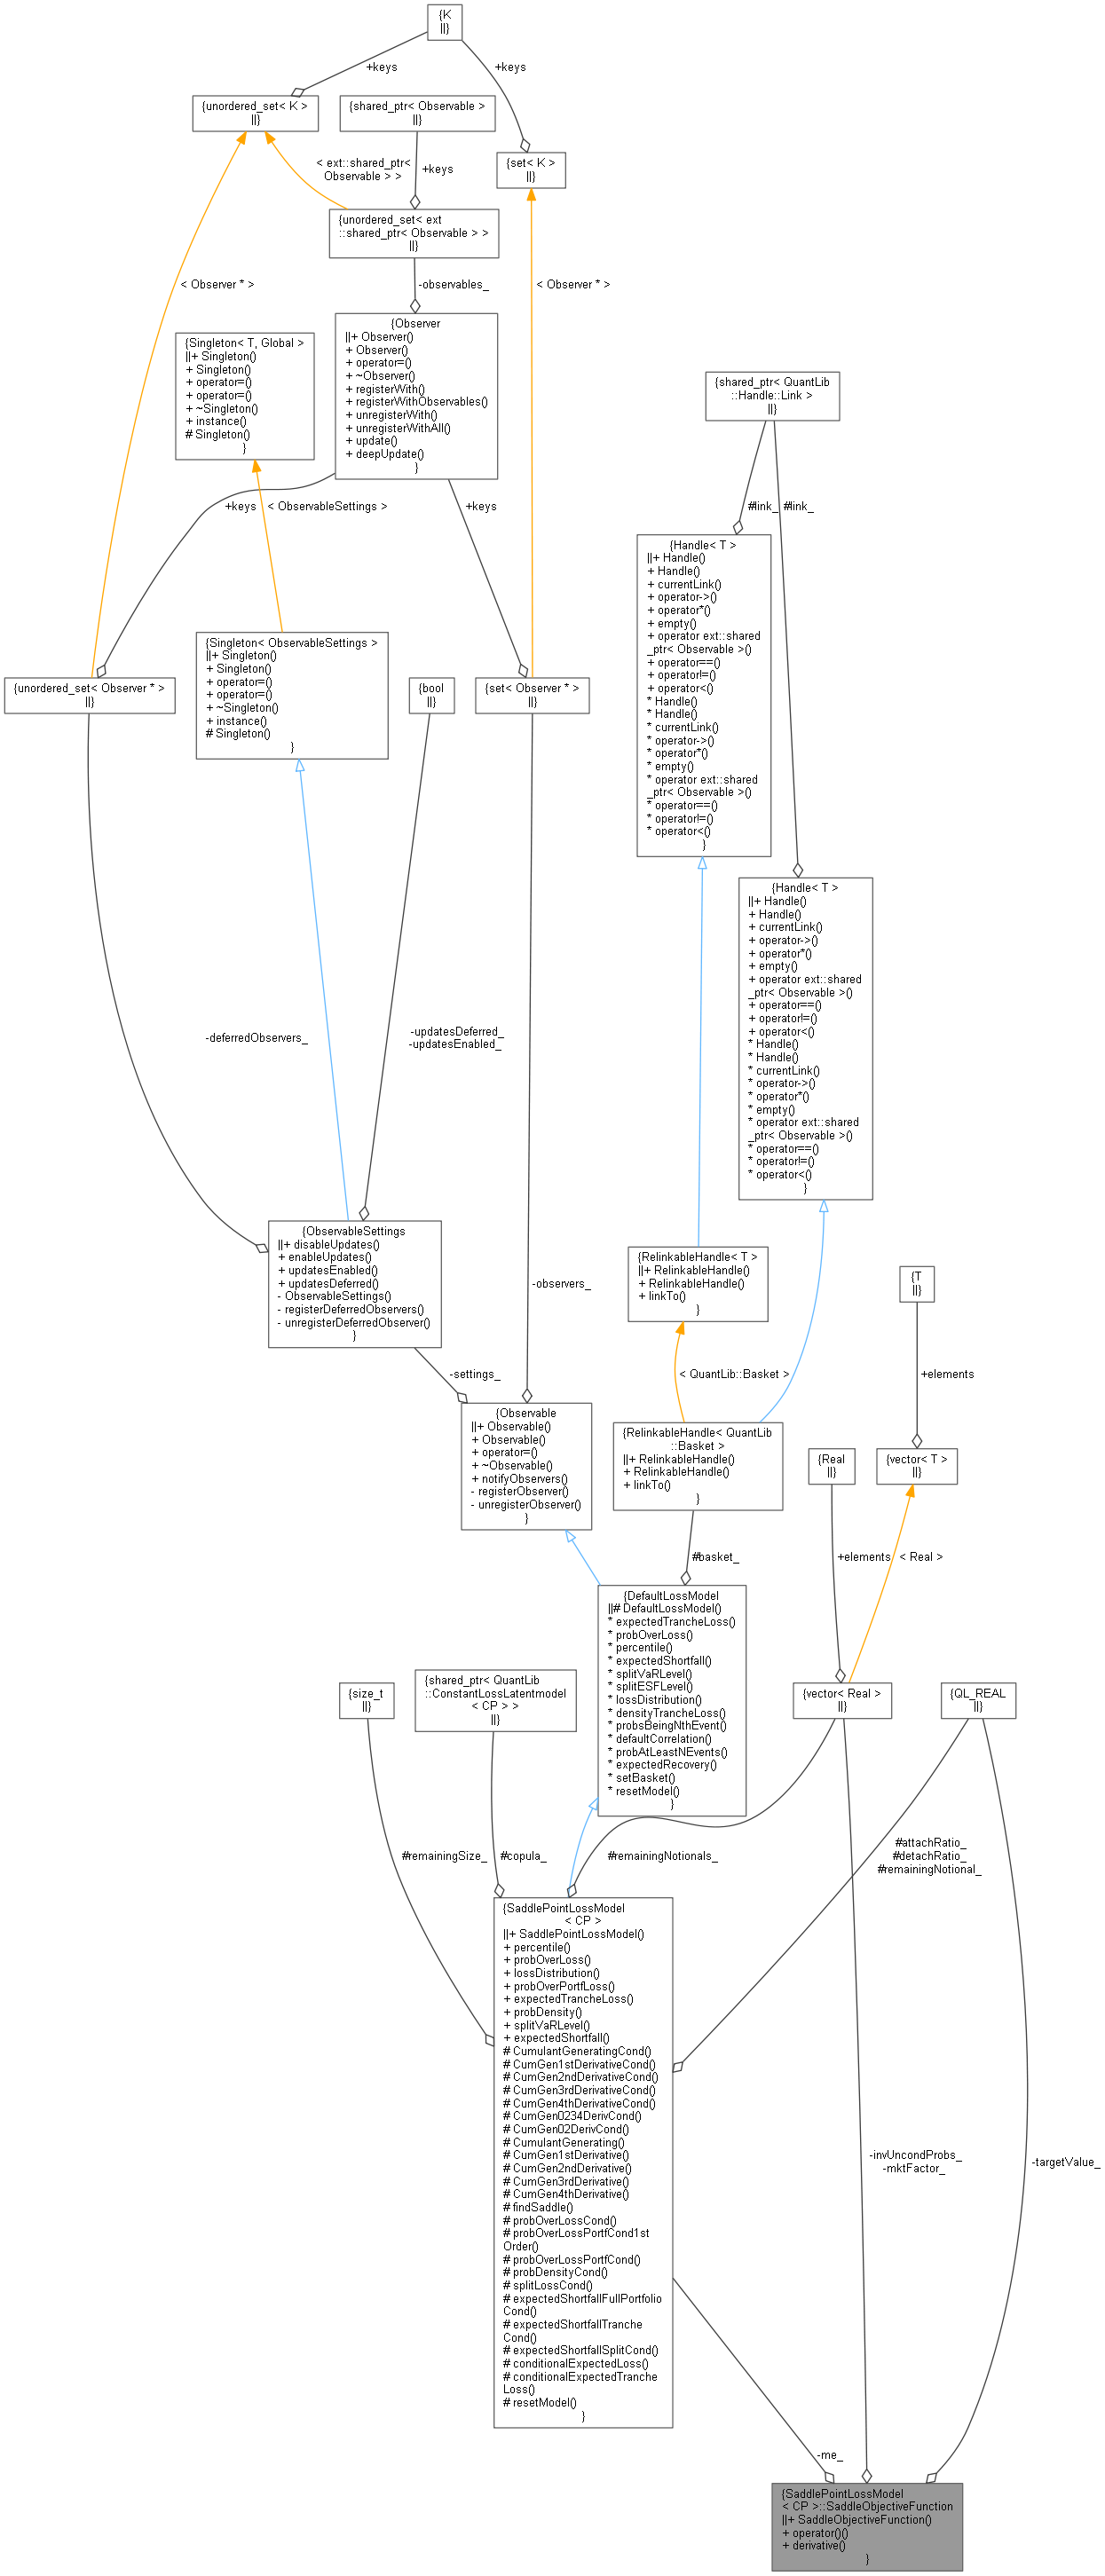 {K
||}
+keys
+keys
{unordered_set< K >
||}
{shared_ptr< Observable >
||}
{set< K >
||}
< ext::shared_ptr<
Observable > >
+keys
{unordered_set< ext
::shared_ptr< Observable > >
||}
< Observer * >
-observables_
< Observer * >
{Singleton< T, Global >
||+ Singleton()
+ Singleton()
+ operator=()
+ operator=()
+ ~Singleton()
+ instance()
# Singleton()
}
{Observer
||+ Observer()
+ Observer()
+ operator=()
+ ~Observer()
+ registerWith()
+ registerWithObservables()
+ unregisterWith()
+ unregisterWithAll()
+ update()
+ deepUpdate()
}
{shared_ptr< QuantLib
::Handle::Link >
||}
+keys
< ObservableSettings >
+keys
#link_
#link_
{Handle< T >
||+ Handle()
+ Handle()
+ currentLink()
+ operator->()
+ operator*()
+ empty()
+ operator ext::shared
_ptr< Observable >()
+ operator==()
+ operator!=()
+ operator<()
* Handle()
* Handle()
* currentLink()
* operator->()
* operator*()
* empty()
* operator ext::shared
_ptr< Observable >()
* operator==()
* operator!=()
* operator<()
}
{Singleton< ObservableSettings >
||+ Singleton()
+ Singleton()
+ operator=()
+ operator=()
+ ~Singleton()
+ instance()
# Singleton()
}
{unordered_set< Observer * >
||}
{bool
||}
{set< Observer * >
||}
{Handle< T >
||+ Handle()
+ Handle()
+ currentLink()
+ operator->()
+ operator*()
+ empty()
+ operator ext::shared
_ptr< Observable >()
+ operator==()
+ operator!=()
+ operator<()
* Handle()
* Handle()
* currentLink()
* operator->()
* operator*()
* empty()
* operator ext::shared
_ptr< Observable >()
* operator==()
* operator!=()
* operator<()
}
-deferredObservers_
-updatesDeferred_
-updatesEnabled_
{ObservableSettings
||+ disableUpdates()
+ enableUpdates()
+ updatesEnabled()
+ updatesDeferred()
- ObservableSettings()
- registerDeferredObservers()
- unregisterDeferredObserver()
}
-observers_
{RelinkableHandle< T >
||+ RelinkableHandle()
+ RelinkableHandle()
+ linkTo()
}
{T
||}
-settings_
< QuantLib::Basket >
+elements
{Observable
||+ Observable()
+ Observable()
+ operator=()
+ ~Observable()
+ notifyObservers()
- registerObserver()
- unregisterObserver()
}
{RelinkableHandle< QuantLib
::Basket >
||+ RelinkableHandle()
+ RelinkableHandle()
+ linkTo()
}
{Real
||}
{vector< T >
||}
#basket_
+elements
< Real >
{DefaultLossModel
||# DefaultLossModel()
* expectedTrancheLoss()
* probOverLoss()
* percentile()
* expectedShortfall()
* splitVaRLevel()
* splitESFLevel()
* lossDistribution()
* densityTrancheLoss()
* probsBeingNthEvent()
* defaultCorrelation()
* probAtLeastNEvents()
* expectedRecovery()
* setBasket()
* resetModel()
}
{size_t
||}
{shared_ptr< QuantLib
::ConstantLossLatentmodel
< CP > >
||}
{vector< Real >
||}
{QL_REAL
||}
#remainingSize_
#copula_
#remainingNotionals_
#attachRatio_
#detachRatio_
#remainingNotional_
{SaddlePointLossModel
< CP >
||+ SaddlePointLossModel()
+ percentile()
+ probOverLoss()
+ lossDistribution()
+ probOverPortfLoss()
+ expectedTrancheLoss()
+ probDensity()
+ splitVaRLevel()
+ expectedShortfall()
# CumulantGeneratingCond()
# CumGen1stDerivativeCond()
# CumGen2ndDerivativeCond()
# CumGen3rdDerivativeCond()
# CumGen4thDerivativeCond()
# CumGen0234DerivCond()
# CumGen02DerivCond()
# CumulantGenerating()
# CumGen1stDerivative()
# CumGen2ndDerivative()
# CumGen3rdDerivative()
# CumGen4thDerivative()
# findSaddle()
# probOverLossCond()
# probOverLossPortfCond1st
Order()
# probOverLossPortfCond()
# probDensityCond()
# splitLossCond()
# expectedShortfallFullPortfolio
Cond()
# expectedShortfallTranche
Cond()
# expectedShortfallSplitCond()
# conditionalExpectedLoss()
# conditionalExpectedTranche
Loss()
# resetModel()
}
-invUncondProbs_
-mktFactor_
-targetValue_
-me_
{SaddlePointLossModel
< CP >::SaddleObjectiveFunction
||+ SaddleObjectiveFunction()
+ operator()()
+ derivative()
}